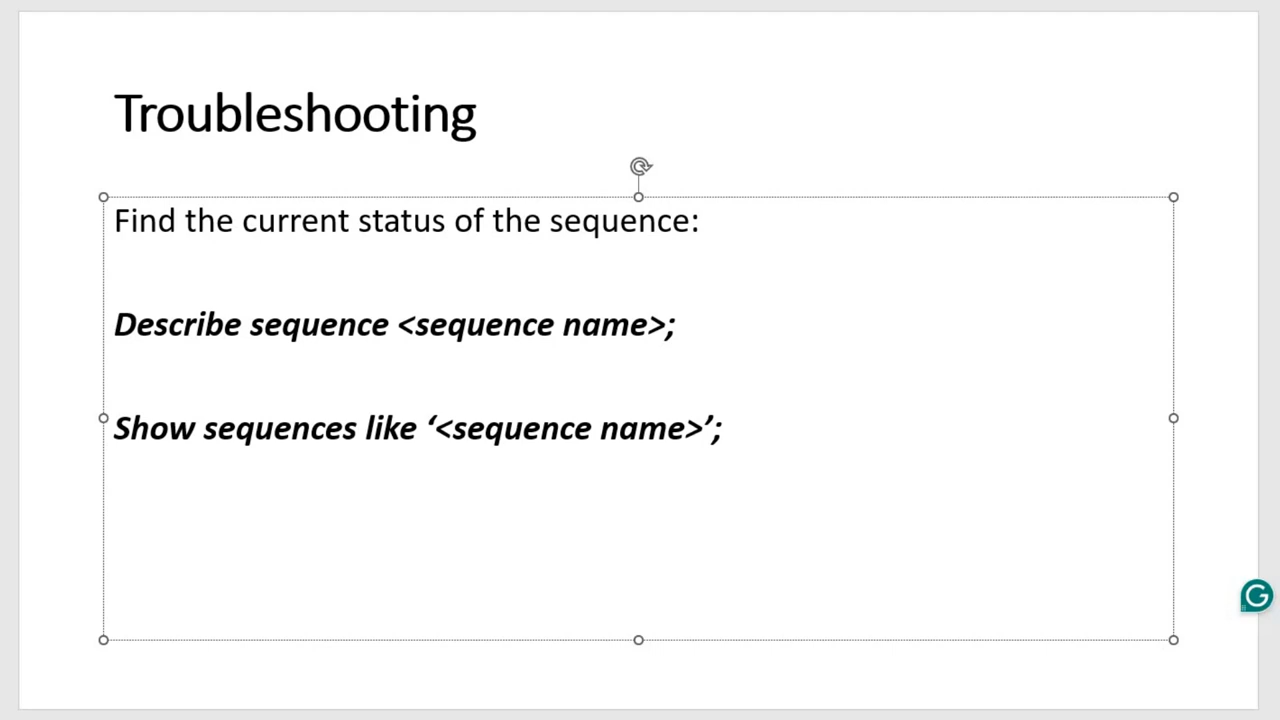 Troubleshooting
Find the current status of the sequence:
Describe sequence <sequence name>;
Show sequences like ‘<sequence name>’;